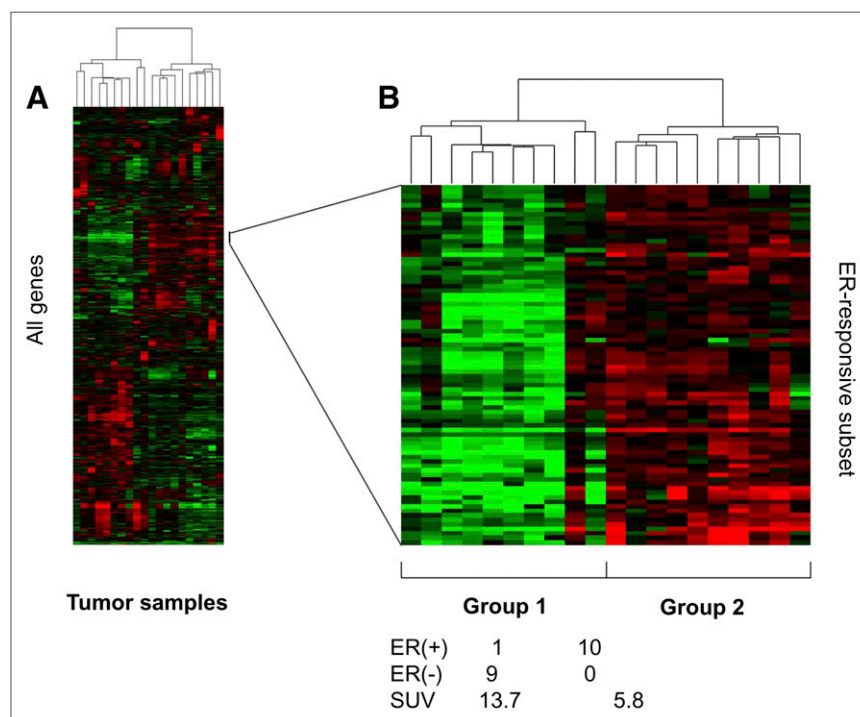 A
B
All genes
ER-responsive subset
Tumor samples
Group 1 Group 2
ER(+) 1 10
ER(-) 9 0
SUV 13.7 5.8